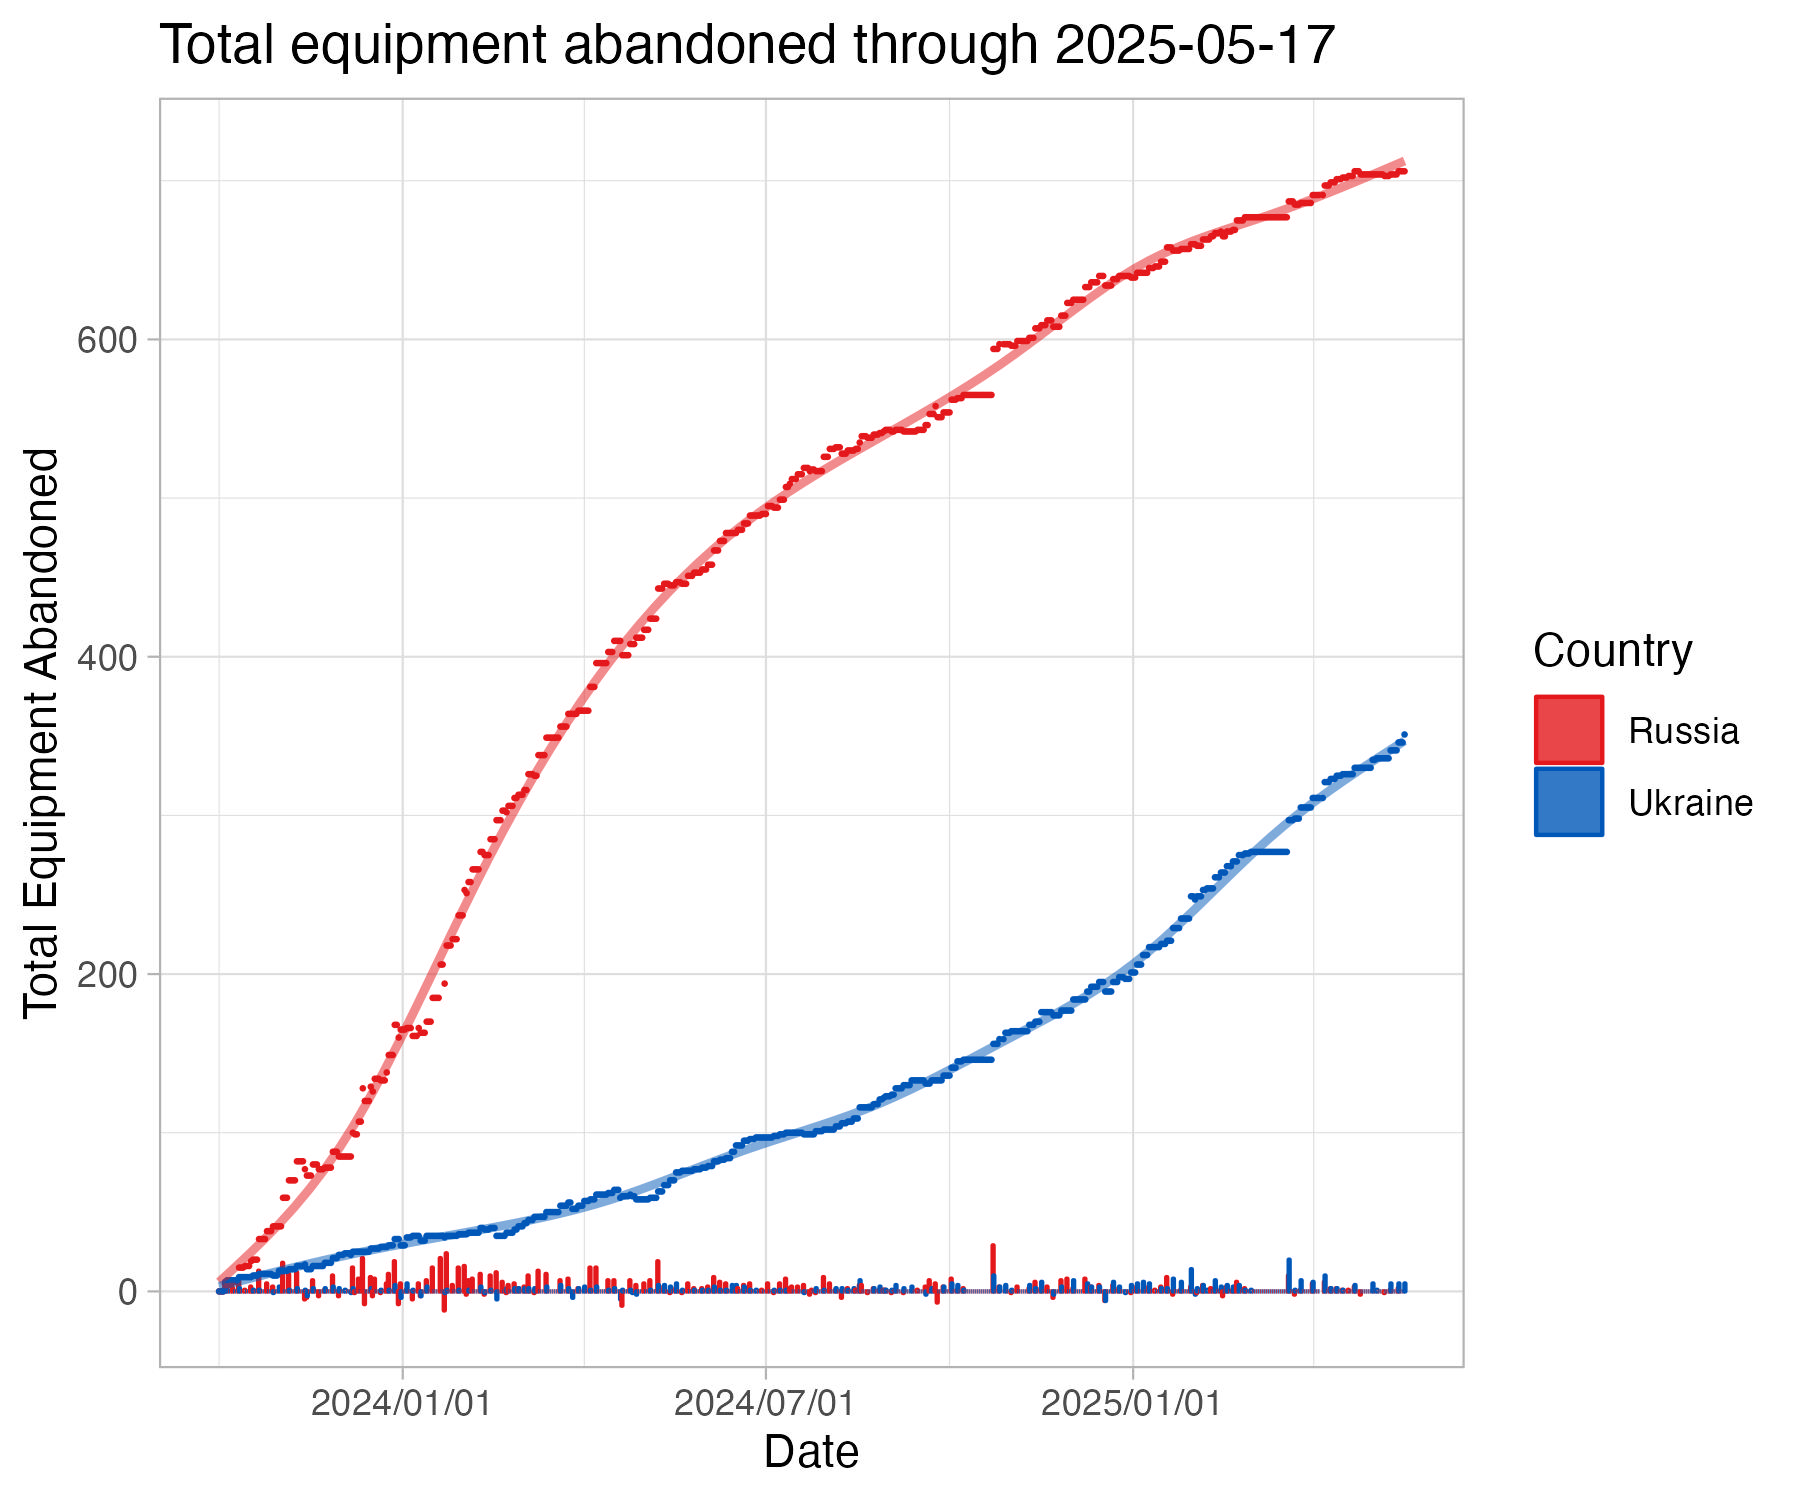 Total equipment abandoned through 2025-05-17
Total Equipment Abandoned
600
400
200
0
2024/01/01
2024/07/01
2025/01/01
Date
Country
Russia
Ukraine